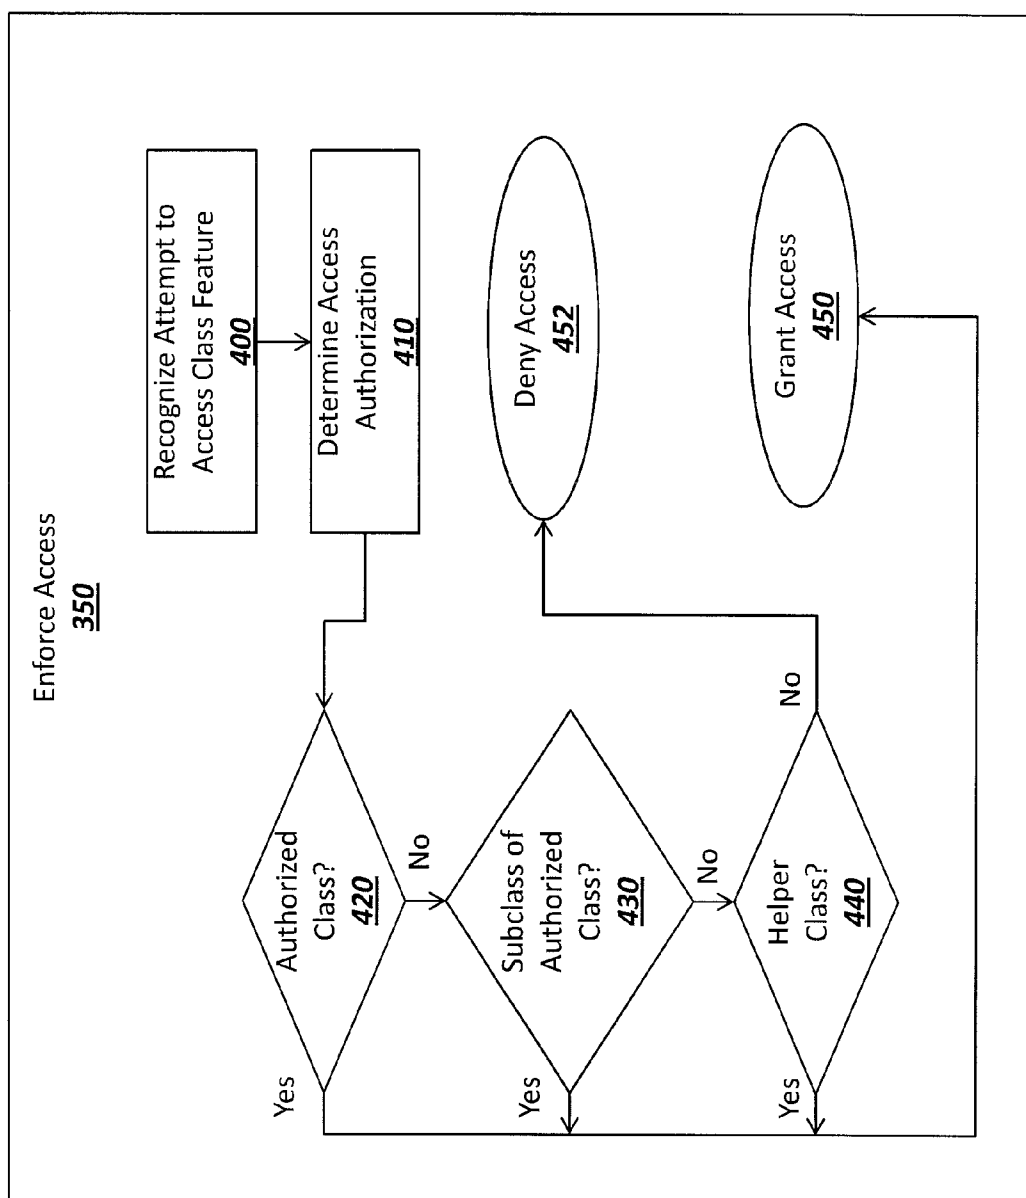 Enforce Access
350
Recognize Attempt to
Access Class Feature
400
Determine Access
Authorization
410
Authorized
Class?
420
Yes
No
Subclass of
Authorized
Class?
430
Yes
No
Helper
Class?
440
Yes
No
Deny Access
452
Grant Access
450